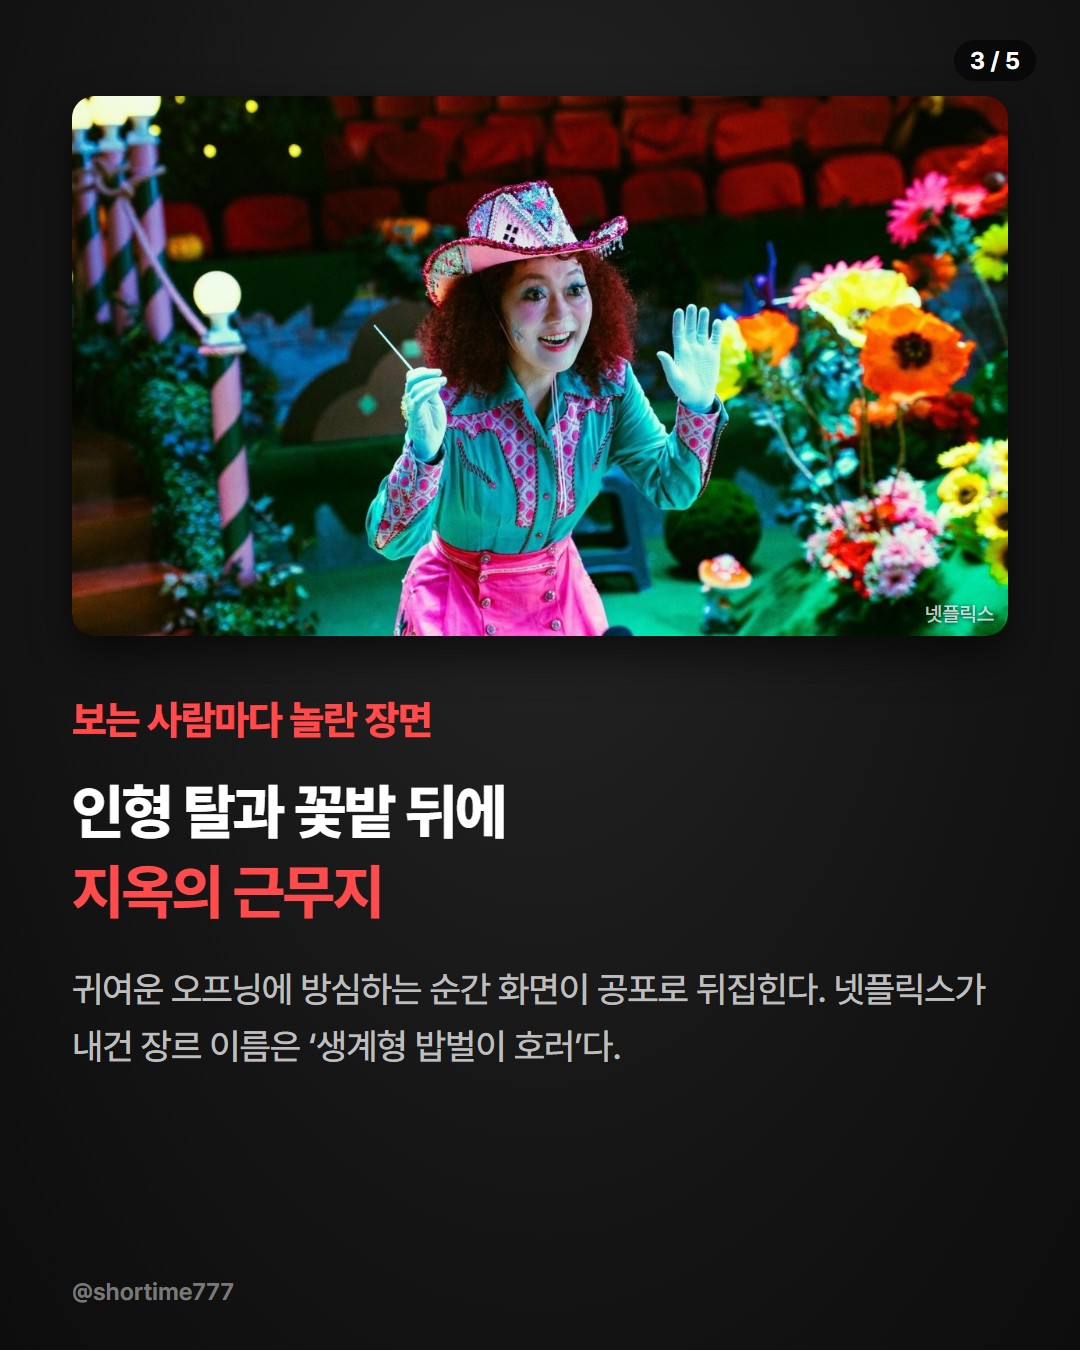 3 / 5
넷플릭스
보는 사람마다 놀란 장면
인형 탈과 꽃밭 뒤에
지옥의 근무지
귀여운 오프닝에 방심하는 순간 화면이 공포로 뒤집힌다. 넷플릭스가
내건 장르 이름은 ‘생계형 밥벌이 호러’다.
@shortime777